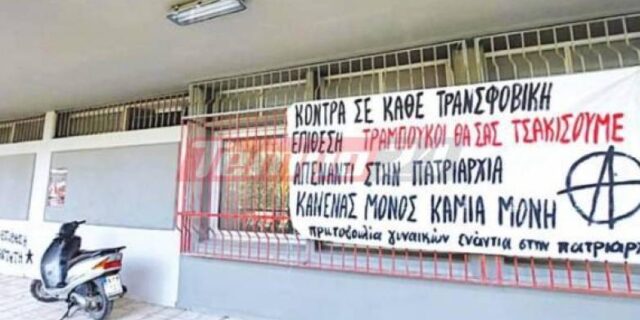 ΚΟΝΤΡΑ ΣΕ ΚΑΘΕ ΤΡΑΝΣΦΟΒΙΚΗ
ΕΠΙΘΕΣΗ ΤΡΑΜΠΟΥΚΟΙ ΘΑ ΣΑΣ ΤΣΑΚΙΣΟΥΜΕ
ΑΠΕΝΑΝΤΙ ΣΤΗΝ ΠΑΤΡΙΑΡΧΙΑ
ΚΑΝΕΝΑΣ ΜΟΝΟΣ ΚΑΜΙΑ ΜΟΝΗ
πρωτοβουλία γυναικών ενάντια στην πατριαρ